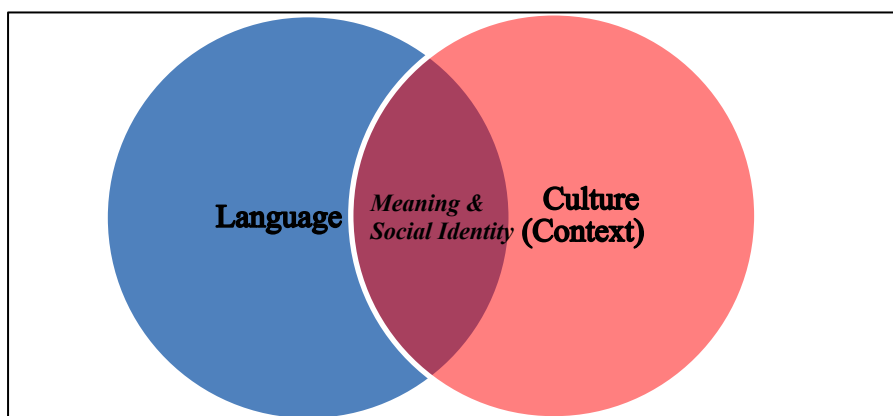 Language
Meaning &
Social Identity
Culture
(Context)